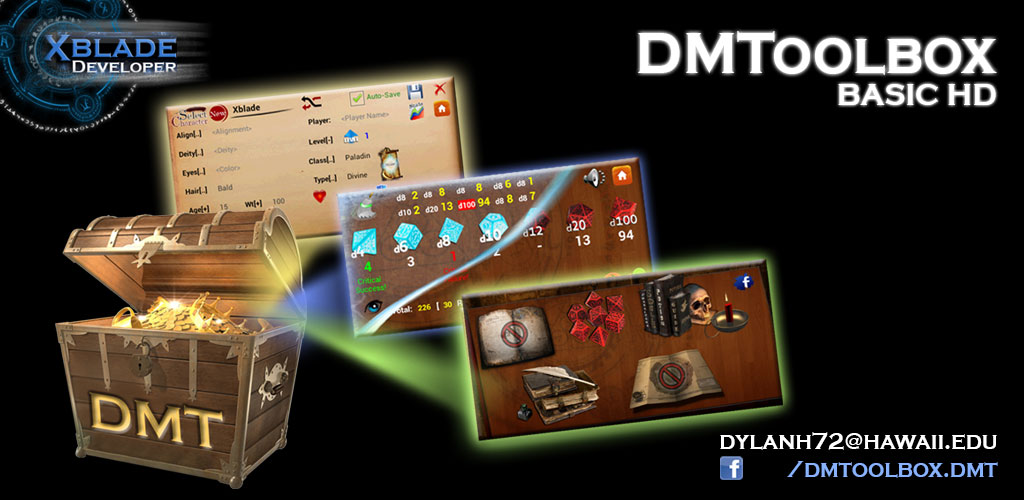 XBLADE
DEVELOPER
DMTOOLBOX
BASIC HD
Select Character New Xblade
Auto-Save
Align[..] <Alignment>
Player: <Player Name>
Deity[..] <Deity>
Level[-] 1
Eyes[..] <Color>
Class[..] Paladin
Hair[..] Bald
Type[..] Divine
Age[+] 15 Wt[+] 100
d8 2 d8 8 d8 8 d8 6 d8 1
d10 2 d20 13 d100 94 d8 8 d8 7
d4 d6 d8 d10 d12 d20 d100
4 3 1 2 - 13 94
Critical
Success!
Total: 226 | 30
DMT
DYLANH72@HAWAII.EDU
f /DMTOOLBOX.DMT